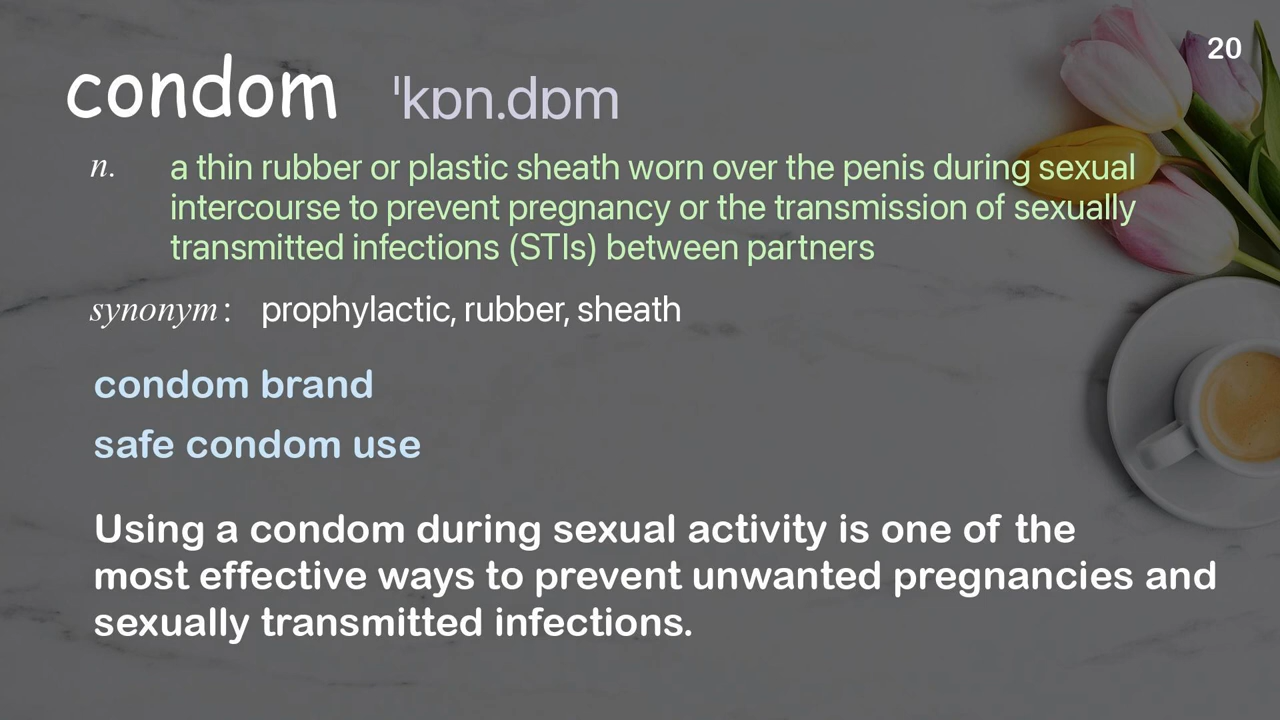 20
condom ˈkɒn.dɒm
n. a thin rubber or plastic sheath worn over the penis during sexual
intercourse to prevent pregnancy or the transmission of sexually
transmitted infections (STIs) between partners
synonym: prophylactic, rubber, sheath
condom brand
safe condom use
Using a condom during sexual activity is one of the
most effective ways to prevent unwanted pregnancies and
sexually transmitted infections.